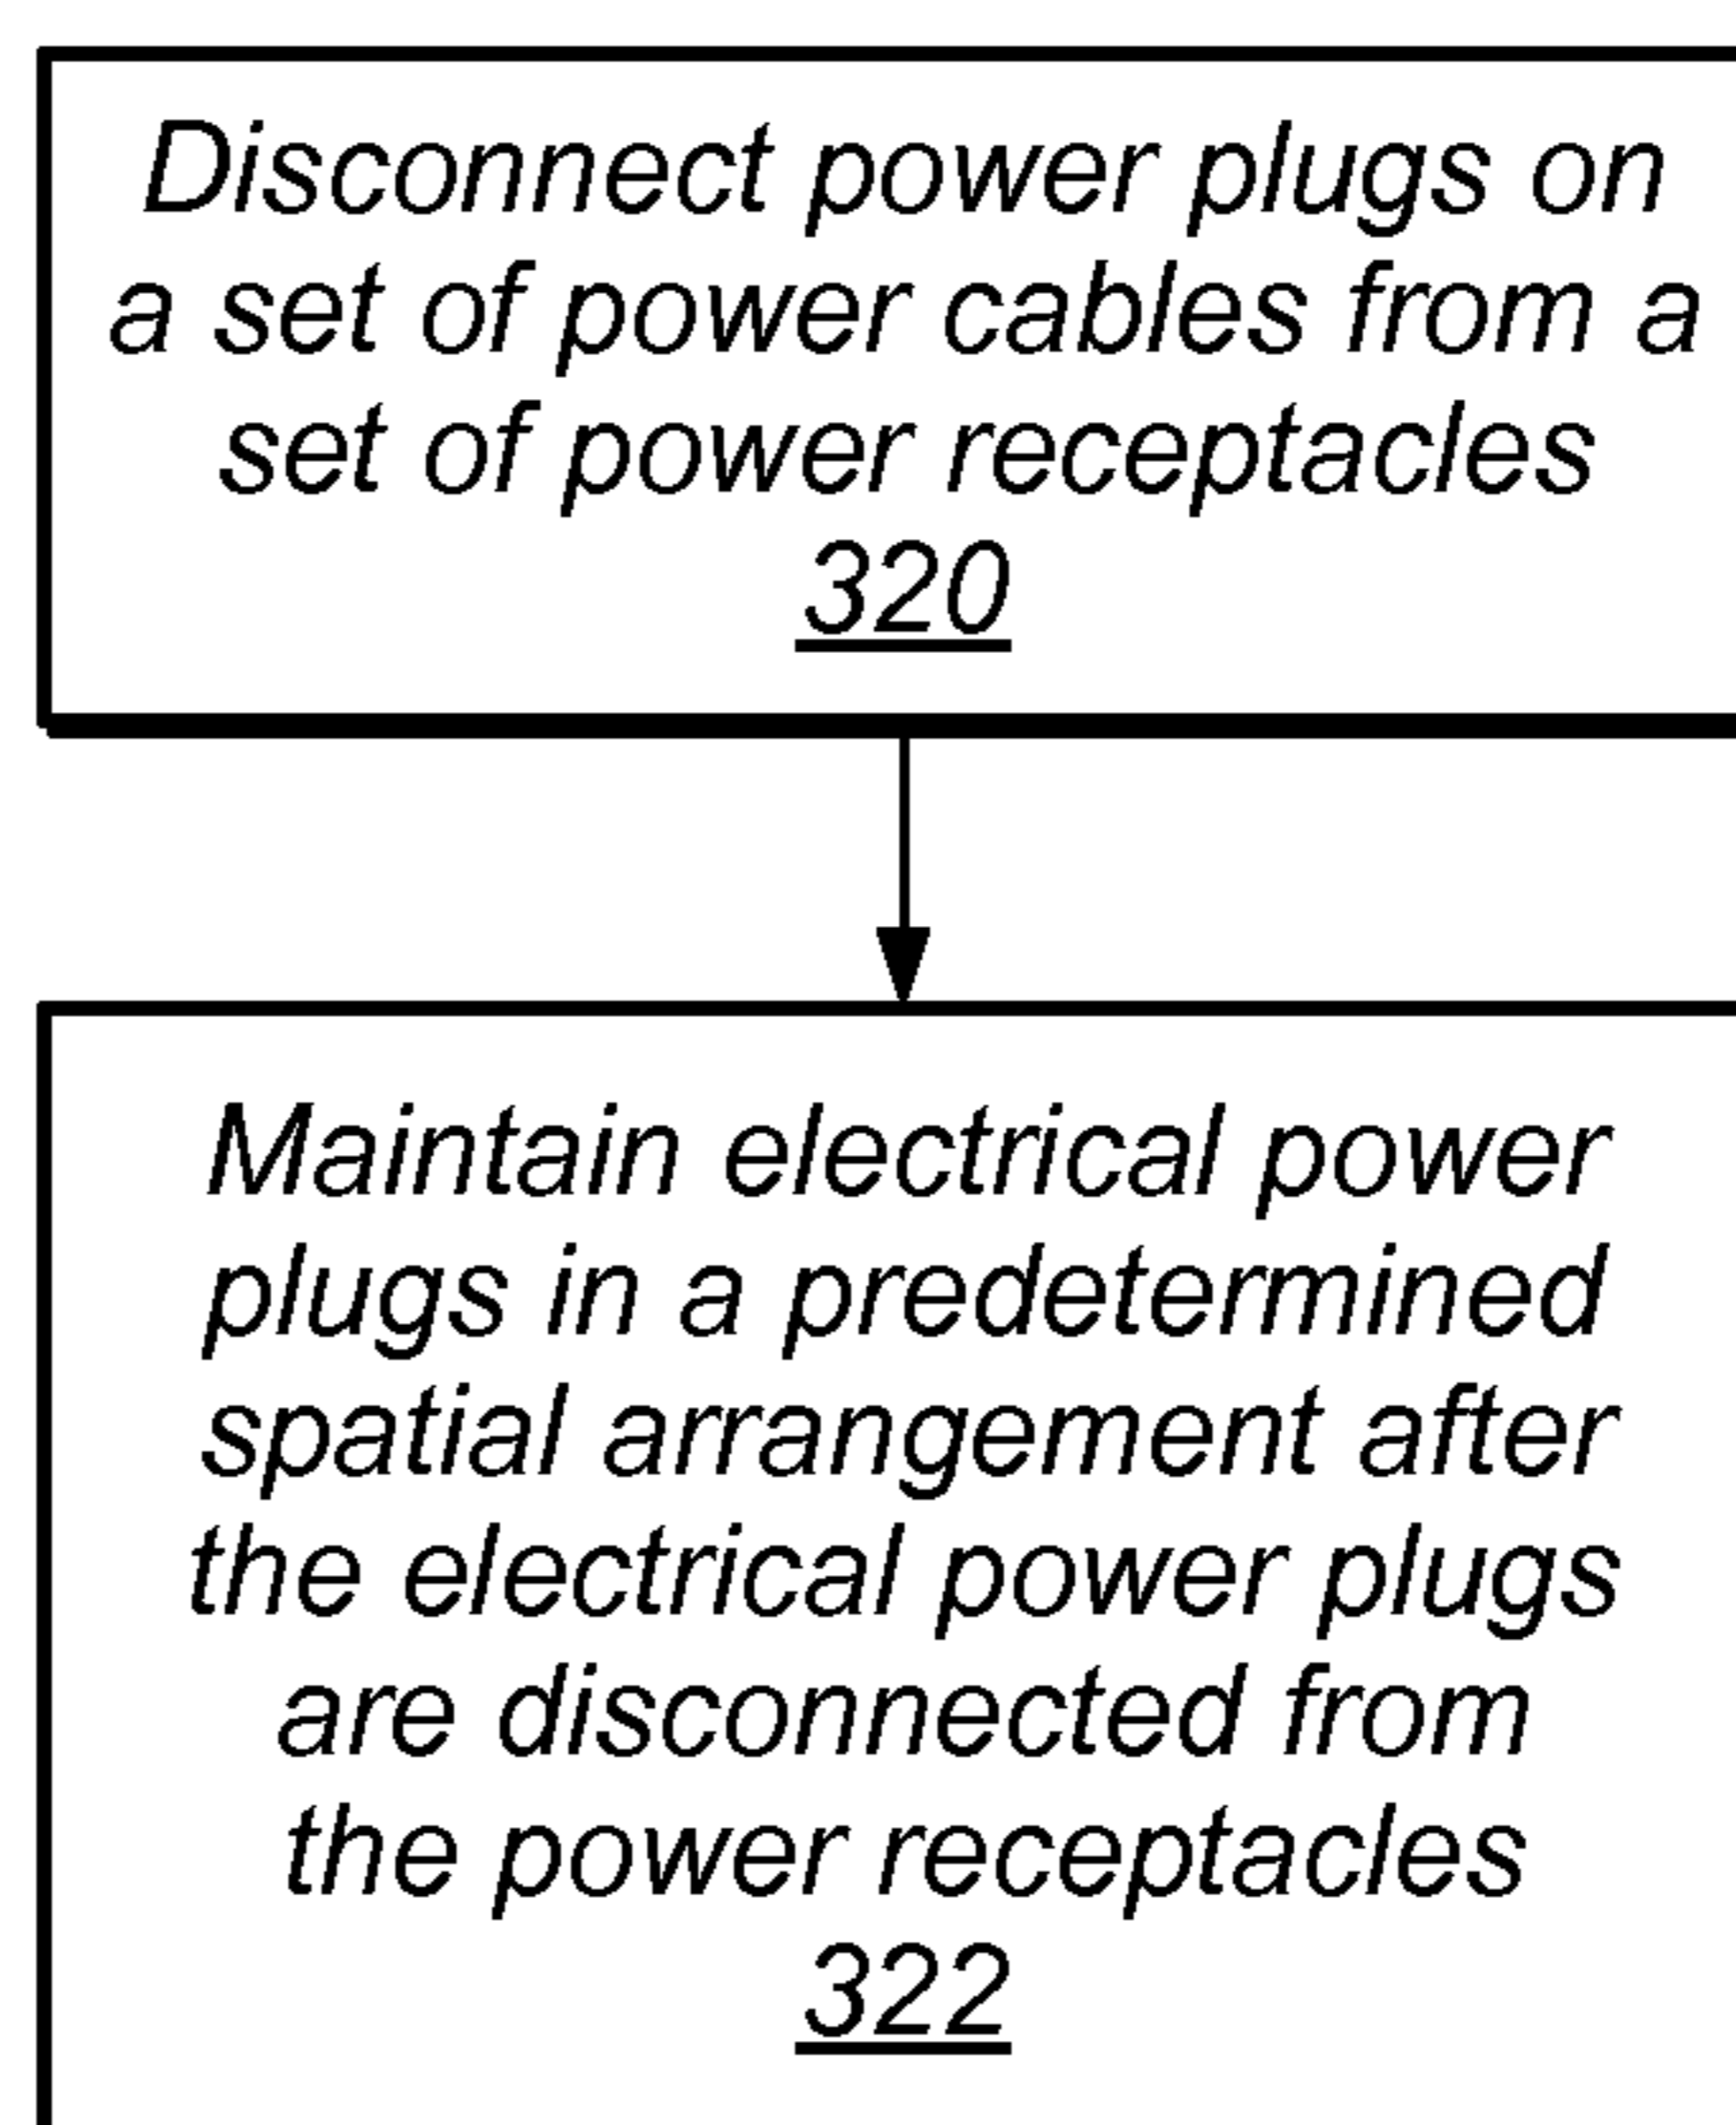 Disconnect power plugs on
a set of power cables from a
set of power receptacles
320
Maintain electrical power
plugs in a predetermined
spatial arrangement after
the electrical power plugs
are disconnected from
the power receptacles
322